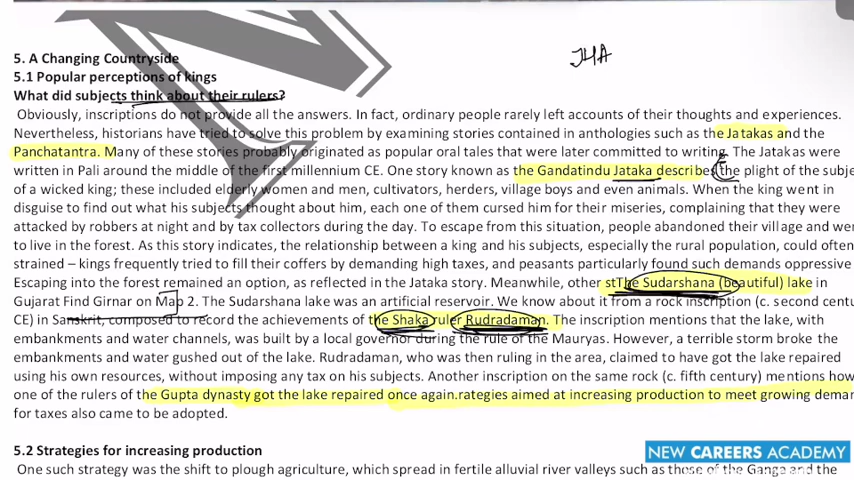 JHA
5. A Changing Countryside
5.1 Popular perceptions of kings
What did subjects think about their rulers?
Obviously, inscriptions do not provide all the answers. In fact, ordinary people rarely left accounts of their thoughts and experiences.
Nevertheless, historians have tried to solve this problem by examining stories contained in anthologies such as the Jatakas and the
Panchatantra. Many of these stories probably originated as popular oral tales that were later committed to writing. The Jatakas were
written in Pali around the middle of the first millennium CE. One story known as the Gandatindu Jataka describes the plight of the subje
of a wicked king; these included elderly women and men, cultivators, herders, village boys and even animals. When the king went in
disguise to find out what his subjects thought about him, each one of them cursed him for their miseries, complaining that they were
attacked by robbers at night and by tax collectors during the day. To escape from this situation, people abandoned their village and wen
to live in the forest. As this story indicates, the relationship between a king and his subjects, especially the rural population, could often
strained – kings frequently tried to fill their coffers by demanding high taxes, and peasants particularly found such demands oppressive
Escaping into the forest remained an option, as reflected in the Jataka story. Meanwhile, other stThe Sudarshana (beautiful) lake in
Gujarat Find Girnar on Map 2. The Sudarshana lake was an artificial reservoir. We know about it from a rock inscription (c. second centu
CE) in Sanskrit, composed to record the achievements of the Shaka ruler Rudradaman. The inscription mentions that the lake, with
embankments and water channels, was built by a local governor during the rule of the Mauryas. However, a terrible storm broke the
embankments and water gushed out of the lake. Rudradaman, who was then ruling in the area, claimed to have got the lake repaired
using his own resources, without imposing any tax on his subjects. Another inscription on the same rock (c. fifth century) mentions how
one of the rulers of the Gupta dynasty got the lake repaired once again.rategies aimed at increasing production to meet growing demar
for taxes also came to be adopted.
5.2 Strategies for increasing production
One such strategy was the shift to plough agriculture, which spread in fertile alluvial river valleys such as those of the Ganga and the
NEW CAREERS ACADEMY